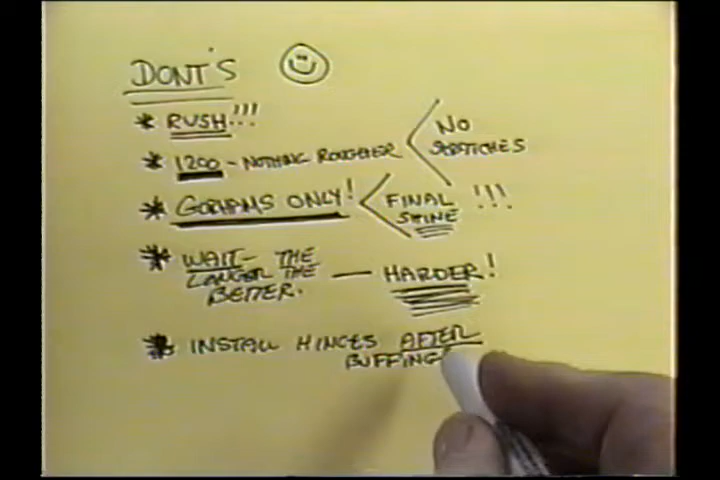 DONT'S
* RUSH!!!
* 1200 - NOTHING ROUGHER < NO SCRATCHES
* GORHAMS ONLY! < FINAL SHINE !!!
* WAIT - THE
LONGER THE
BETTER. — HARDER!
* INSTALL HINGES AFTER
BUFFING